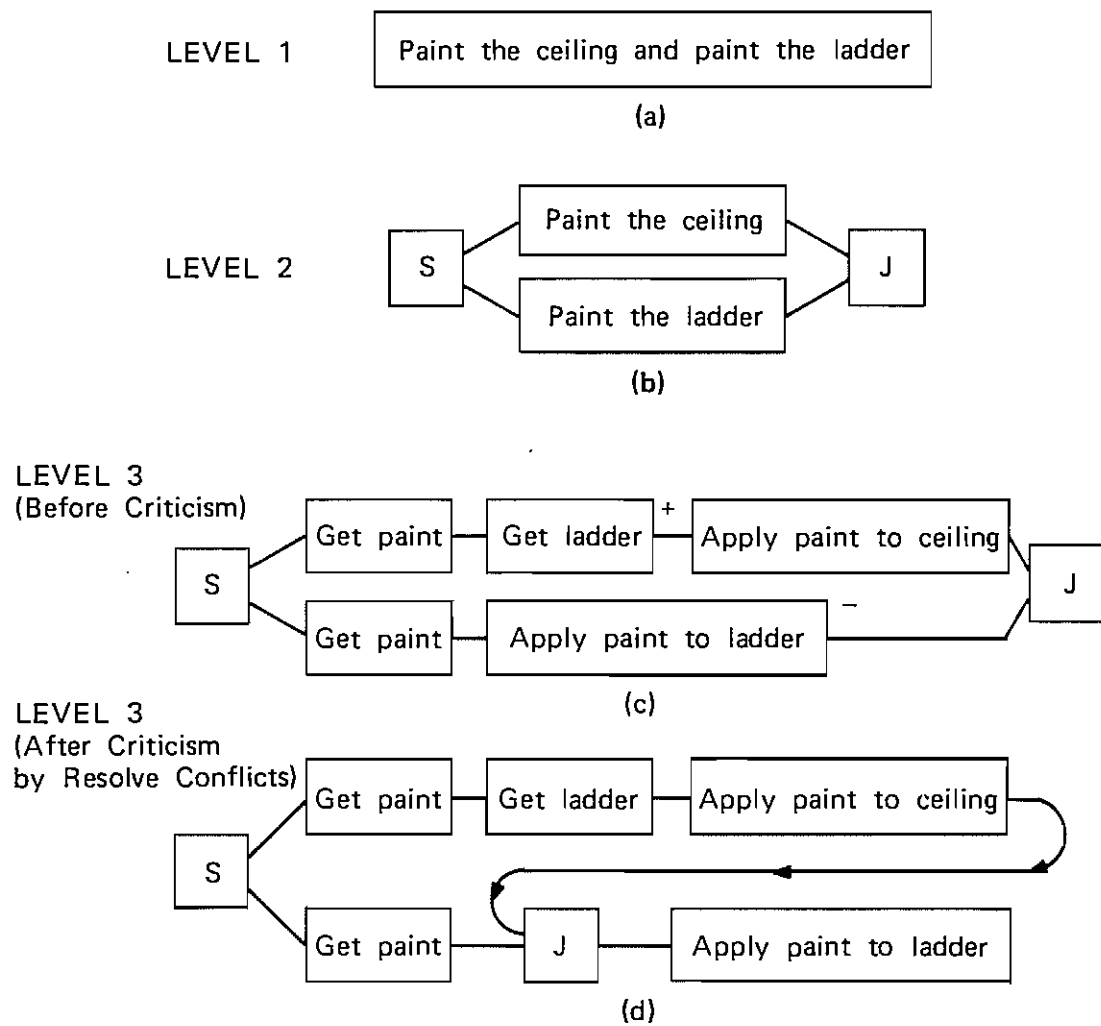 LEVEL 1
Paint the ceiling and paint the ladder
(a)
LEVEL 2
S
Paint the ceiling
Paint the ladder
J
(b)
LEVEL 3
(Before Criticism)
S
Get paint
Get ladder
+
Apply paint to ceiling
Get paint
Apply paint to ladder
−
J
(c)
LEVEL 3
(After Criticism
by Resolve Conflicts)
S
Get paint
Get ladder
Apply paint to ceiling
Get paint
J
Apply paint to ladder
(d)